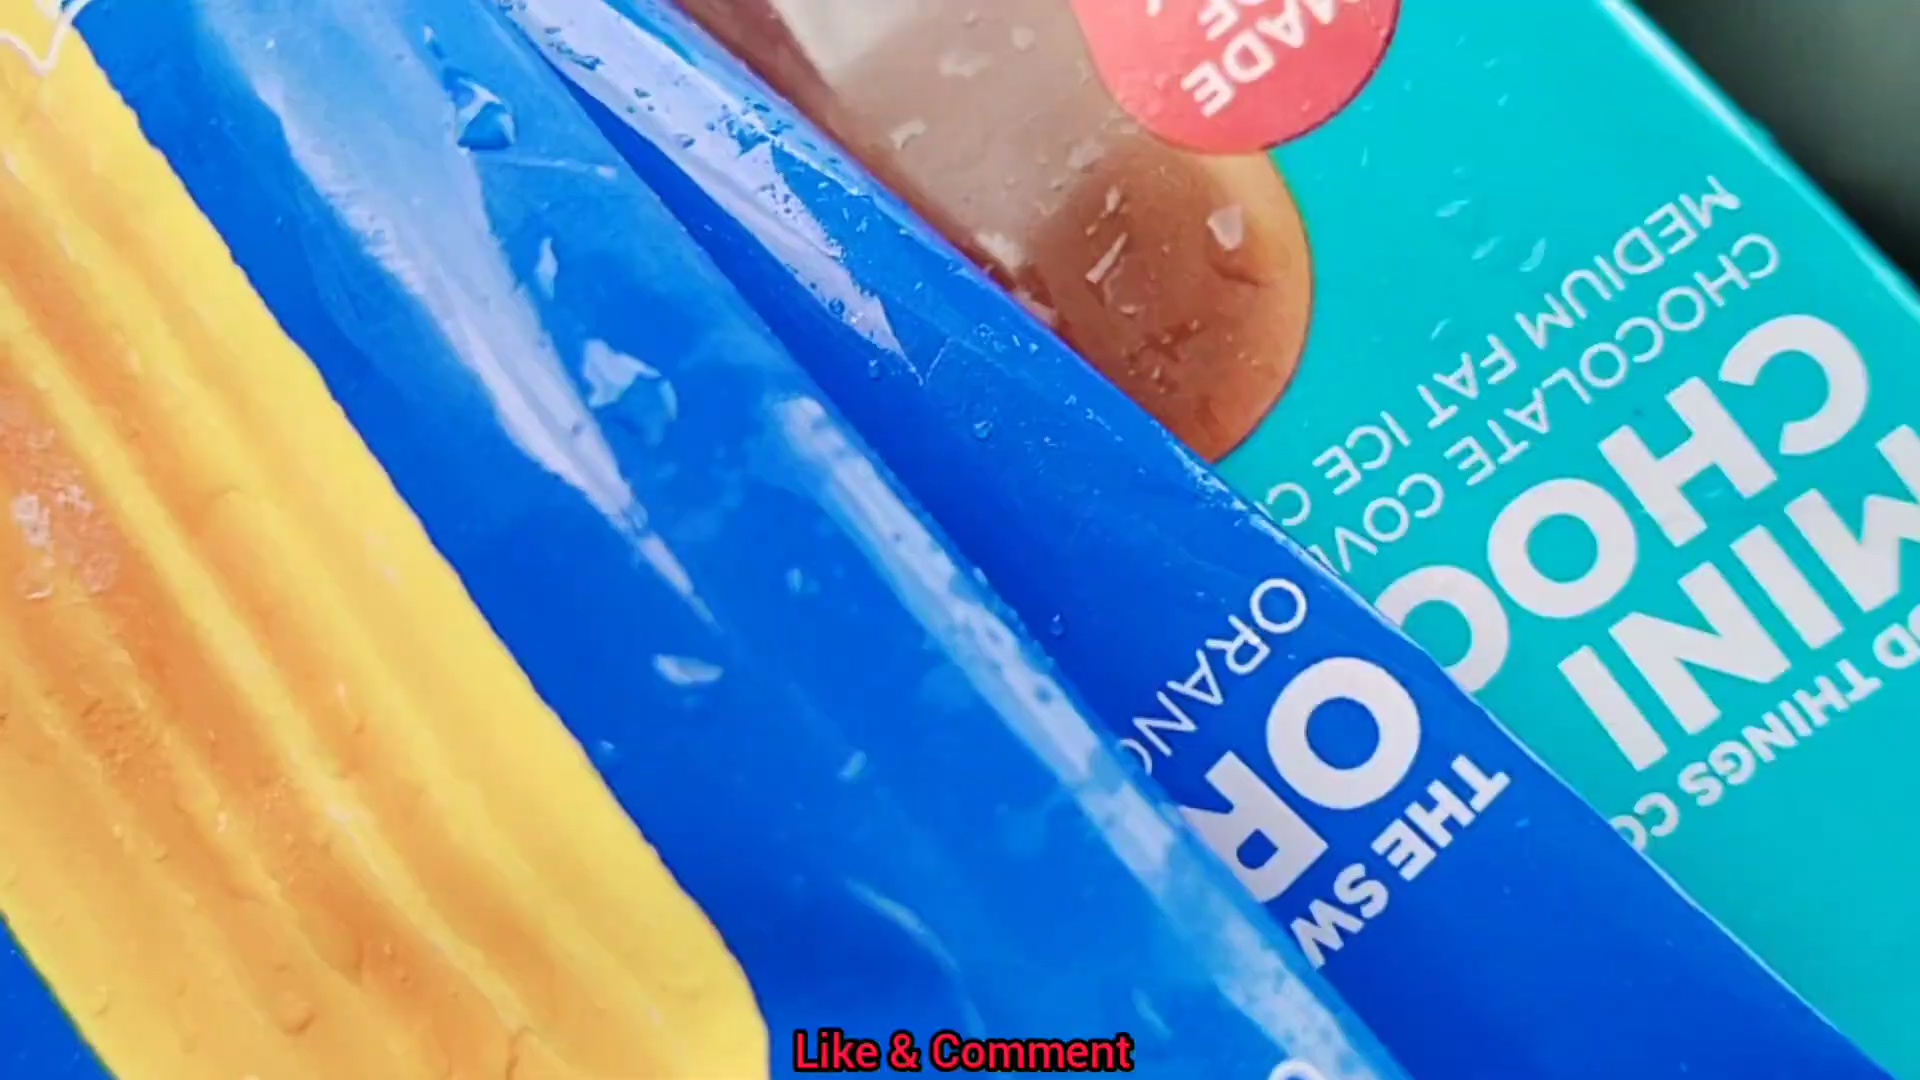 THINGS CO
MINI
CHOC
CHOCOLATE COV
MEDIUM FAT ICE C
MADE
THE SW
OR
ORANG
Like & Comment